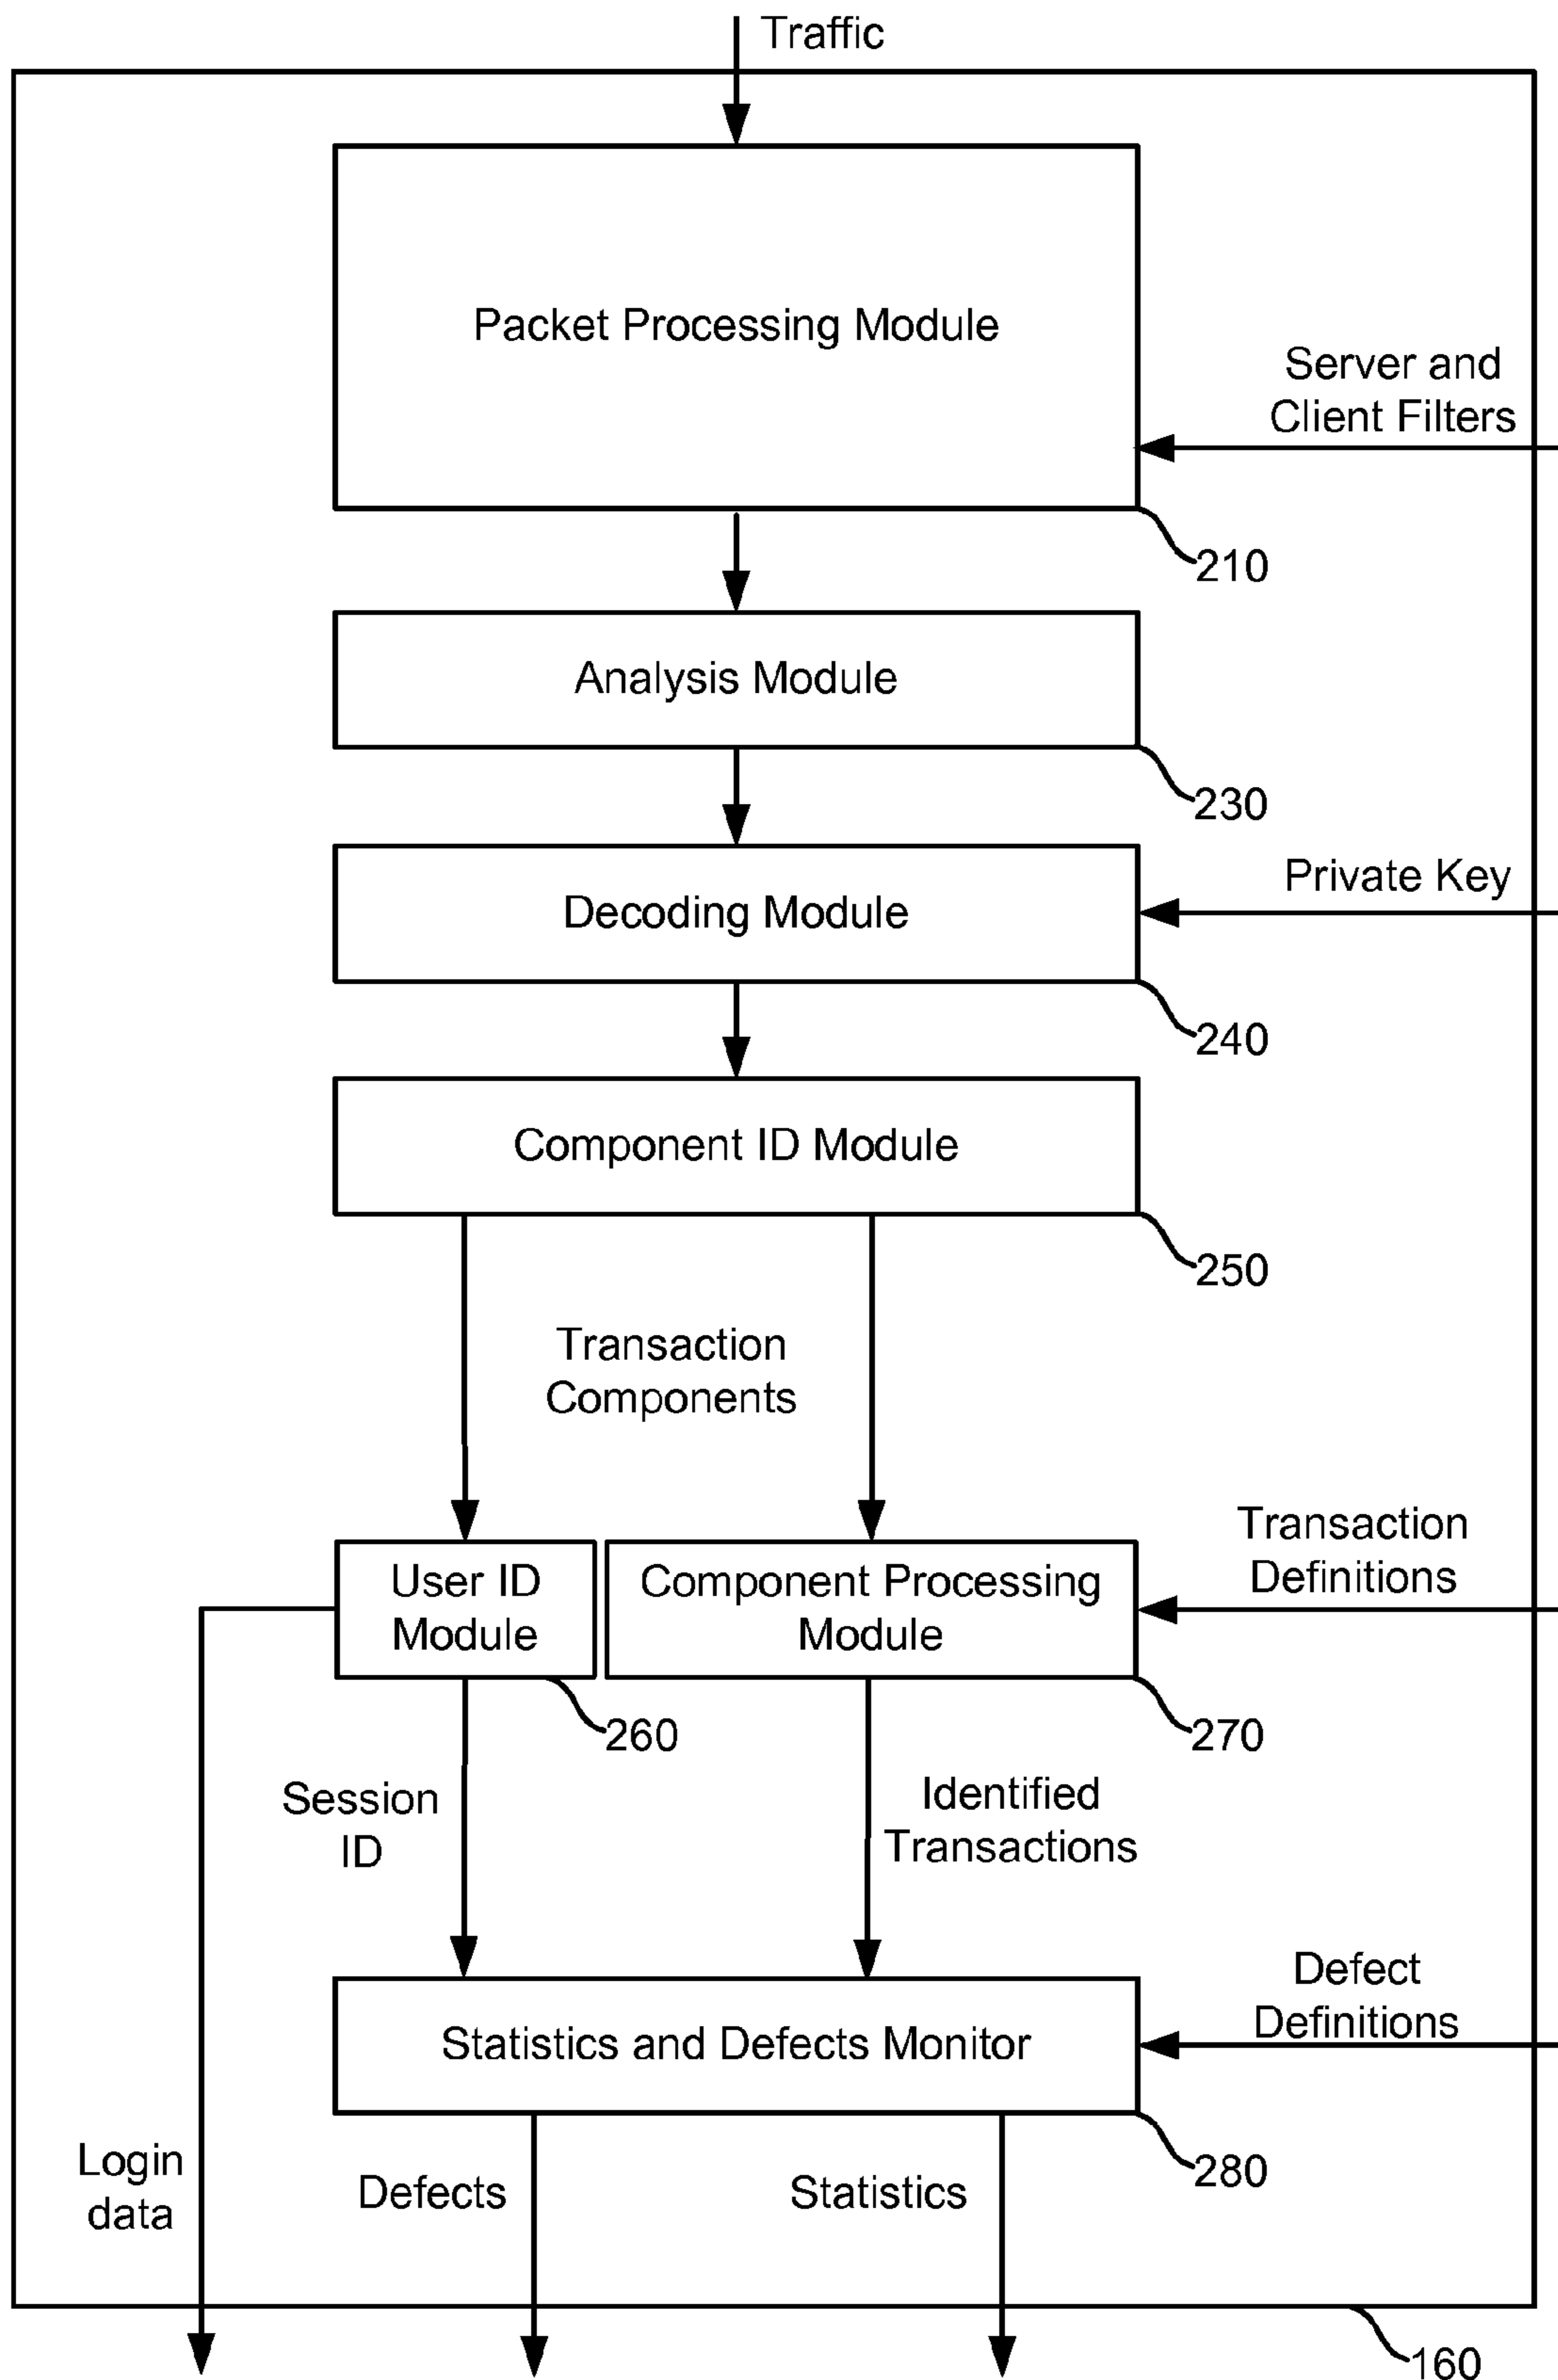 Traffic
Packet Processing Module
Server and
Client Filters
210
Analysis Module
230
Decoding Module
Private Key
240
Component ID Module
250
Transaction
Components
User ID
Module
Component Processing
Module
Transaction
Definitions
260
270
Session
ID
Identified
Transactions
Statistics and Defects Monitor
Defect
Definitions
280
Login
data
Defects
Statistics
160